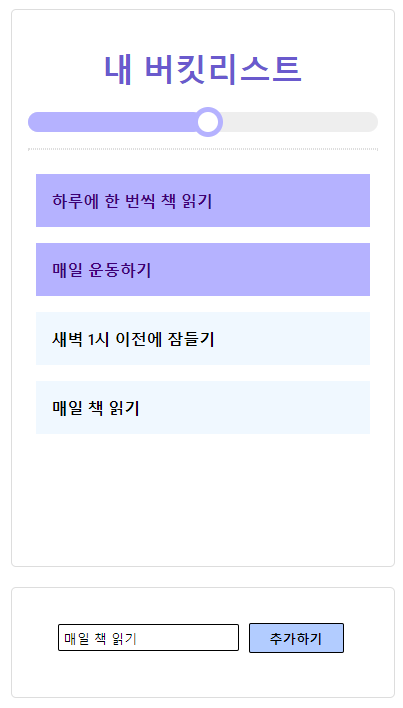 내 버킷리스트
하루에 한 번씩 책 읽기
매일 운동하기
새벽 1시 이전에 잠들기
매일 책 읽기
매일 책 읽기 추가하기